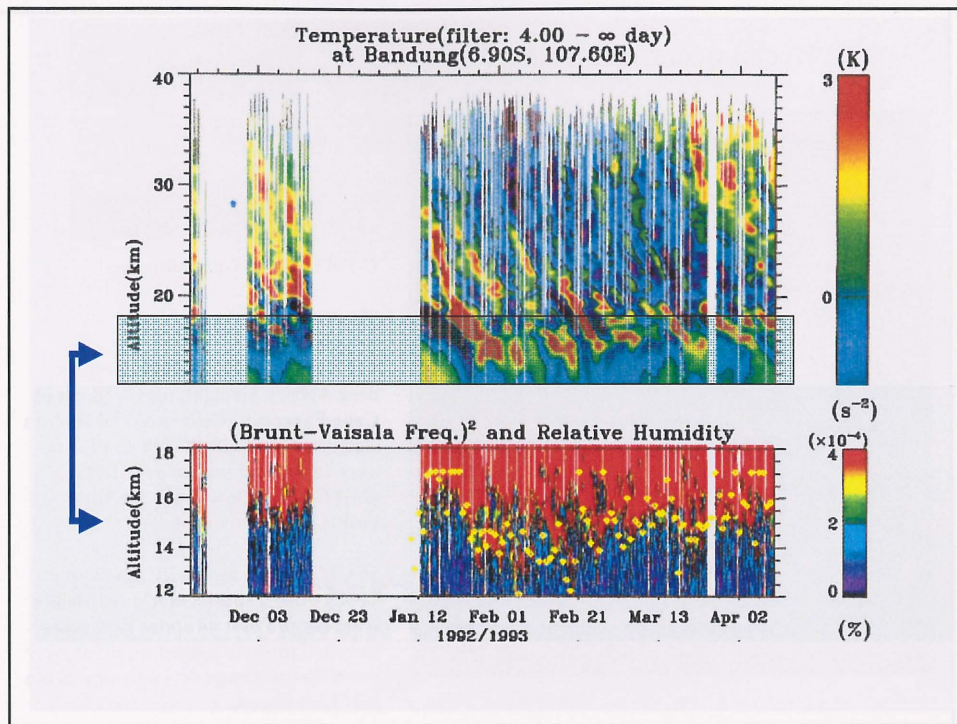 Temperature(filter: 4.00 − ∞ day)
at Bandung(6.90S, 107.60E)
(K)
40
30
20
Altitude(km)
3
0
(s⁻²)
(Brunt-Vaisala Freq.)² and Relative Humidity
(×10⁻⁴)
18
16
14
12
Altitude(km)
4
2
0
Dec 03 Dec 23 Jan 12 Feb 01 Feb 21 Mar 13 Apr 02
1992/1993
(%)